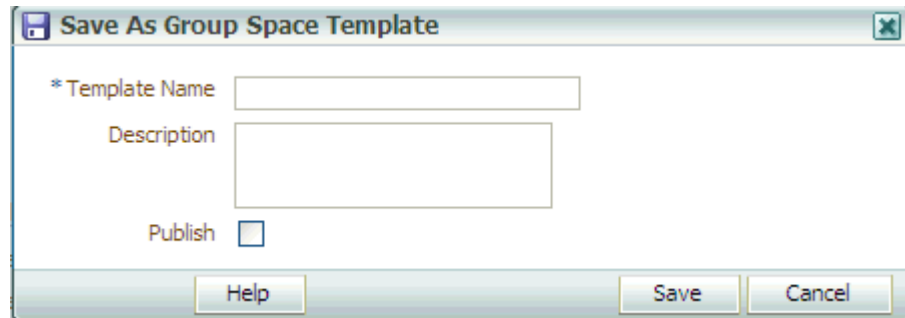 Save As Group Space Template
* Template Name
Description
Publish
Help Save Cancel